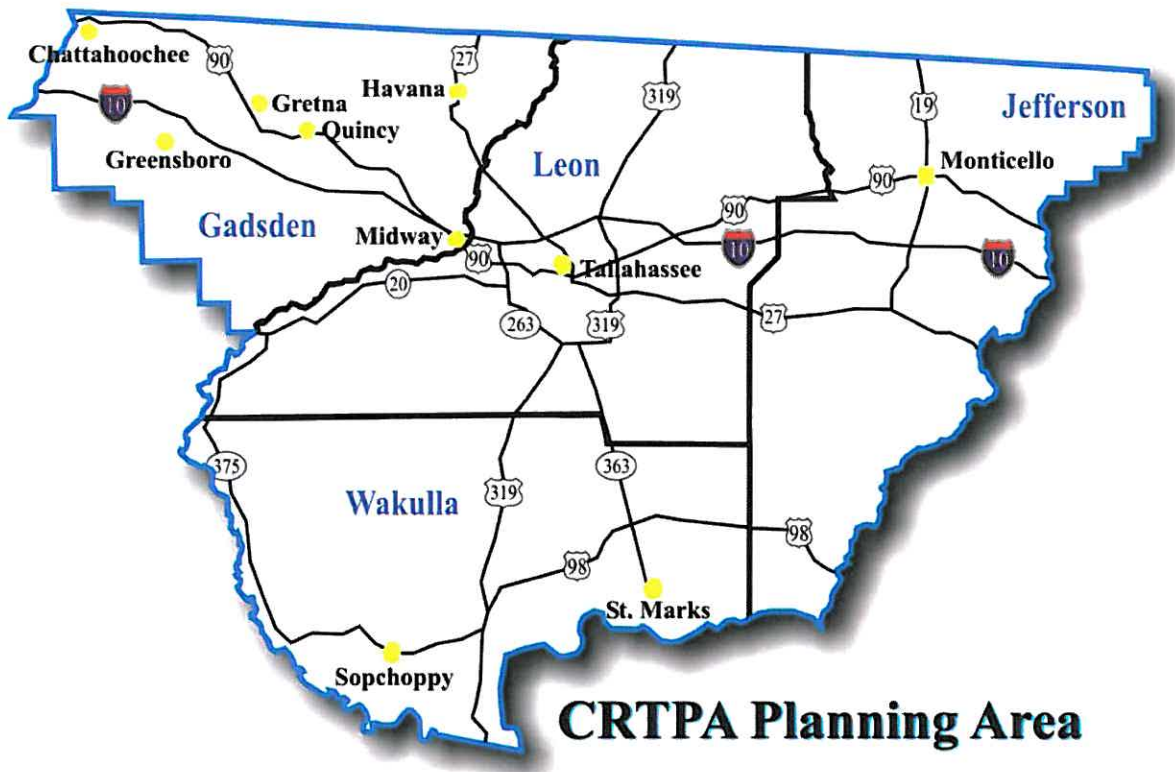 Chattahoochee
90
27
319
Havana
10
Gretna
19
Jefferson
Quincy
Greensboro
Leon
Monticello
90
90
Gadsden
Midway
90
10
10
Tallahassee
20
263
319
27
375
363
Wakulla
319
98
98
St. Marks
Sopchoppy
CRTPA Planning Area